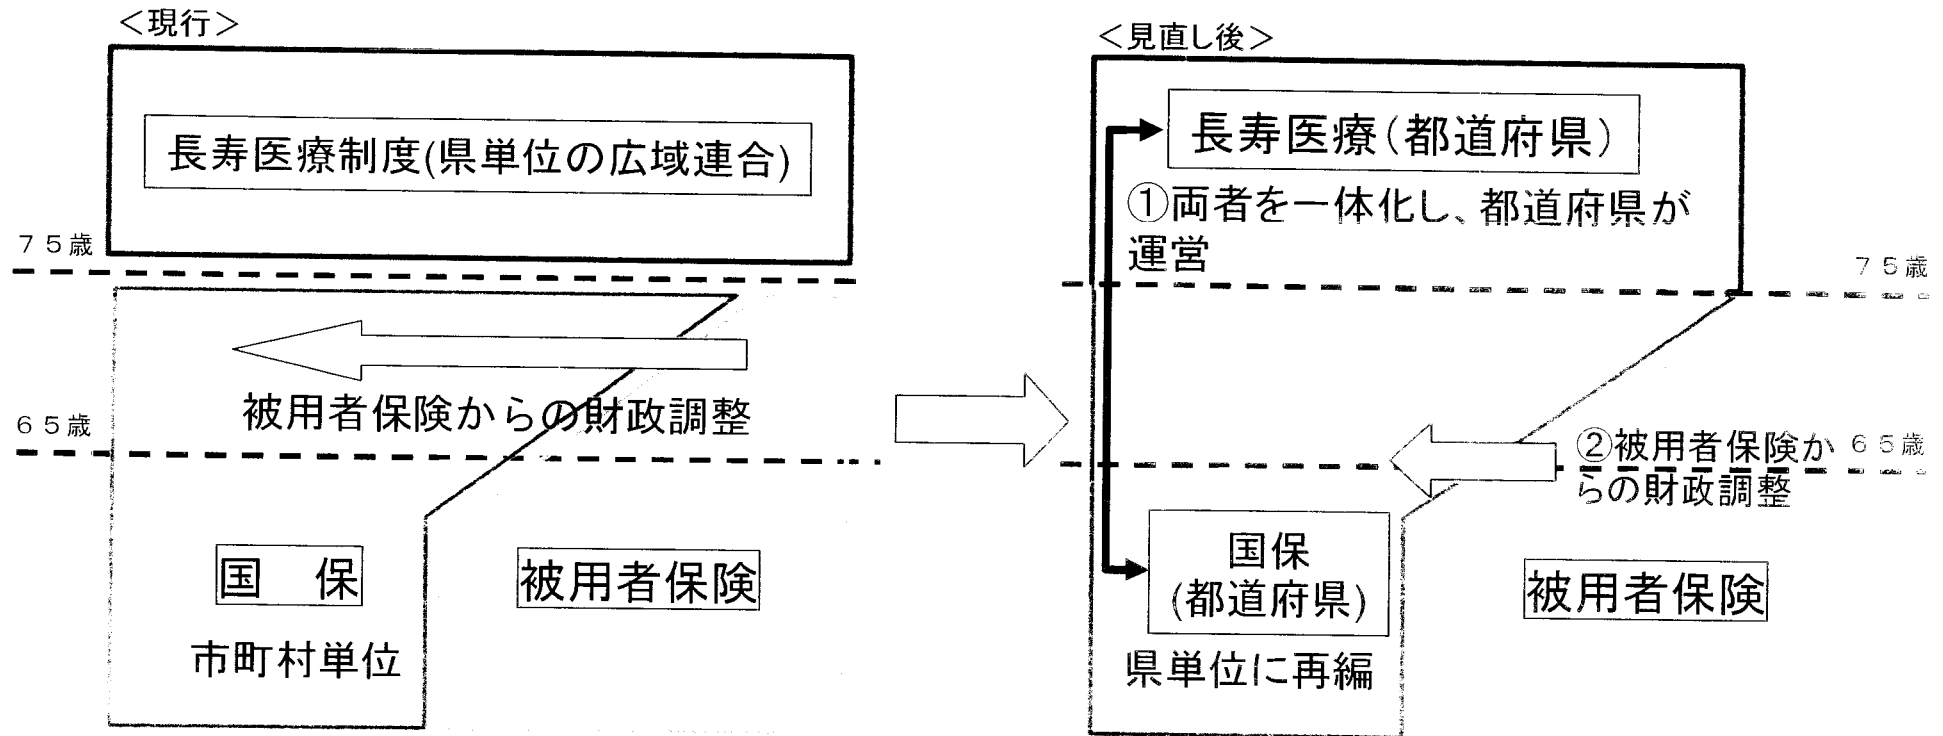 ＜現行＞
長寿医療制度(県単位の広域連合)
７５歳
被用者保険からの財政調整
６５歳
国　保
被用者保険
市町村単位
＜見直し後＞
長寿医療(都道府県)
①両者を一体化し、都道府県が
運営
７５歳
②被用者保険か
らの財政調整
６５歳
国保
(都道府県)
被用者保険
県単位に再編